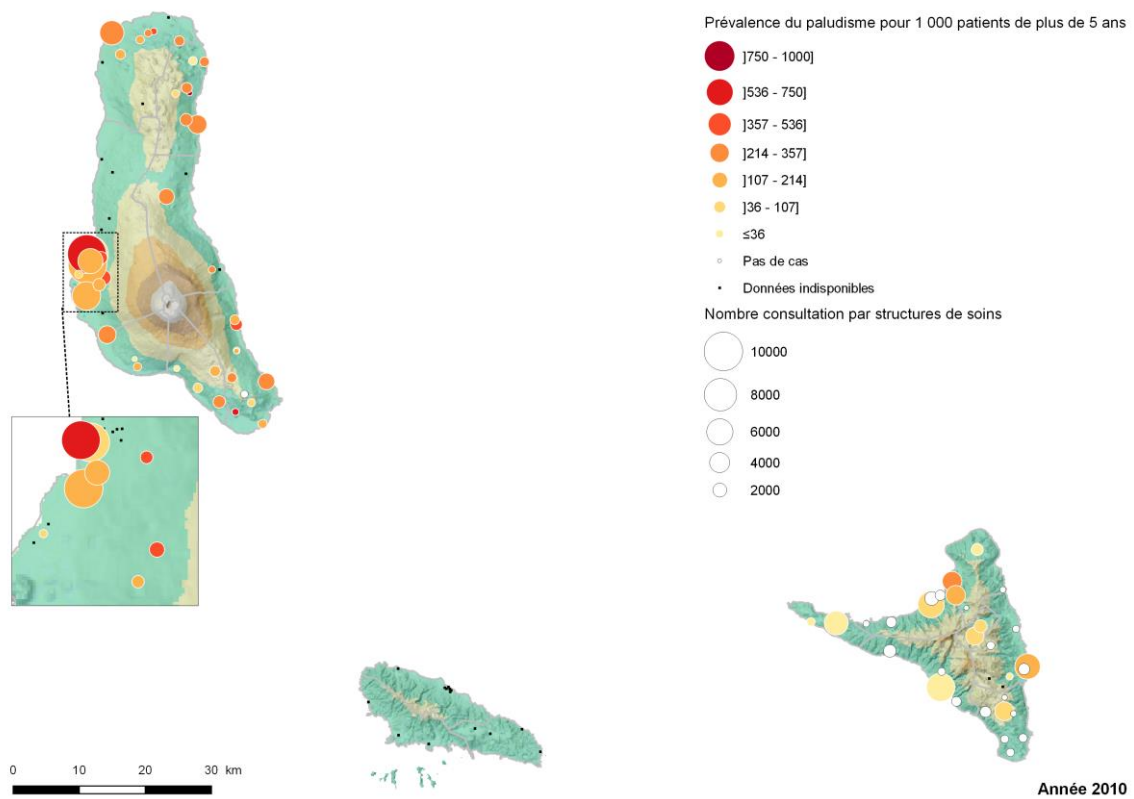 Prévalence du paludisme pour 1 000 patients de plus de 5 ans
]750 - 1000]
]536 - 750]
]357 - 536]
]214 - 357]
]107 - 214]
]36 - 107]
≤36
Pas de cas
Données indisponibles
Nombre consultation par structures de soins
10000
8000
6000
4000
2000
0 10 20 30 km
Année 2010